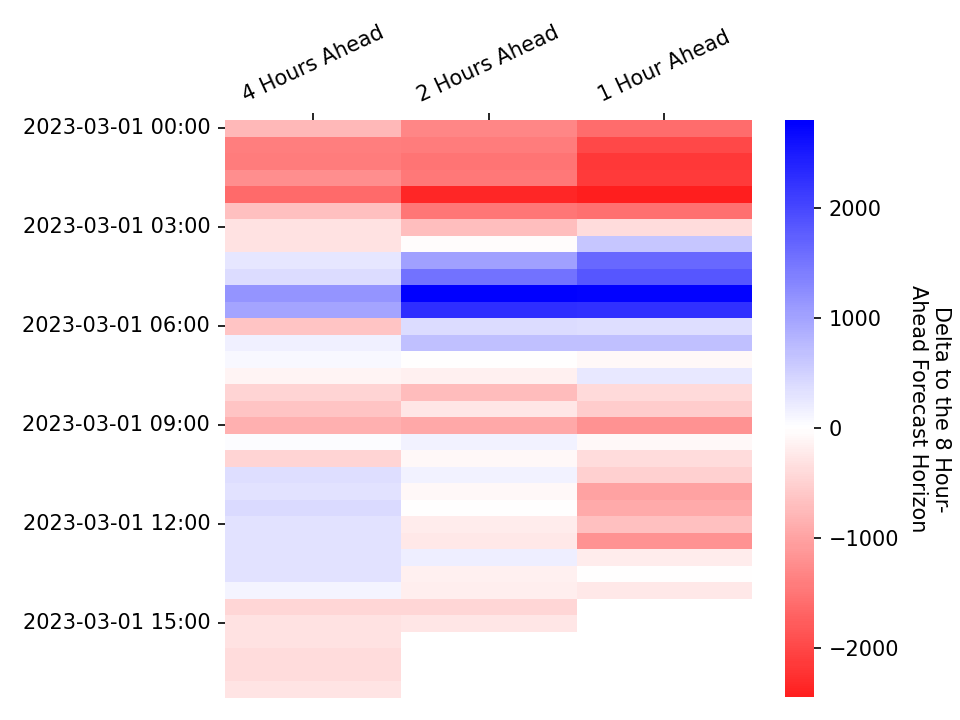 4 Hours Ahead
2 Hours Ahead
1 Hour Ahead
2023-03-01 00:00
2023-03-01 03:00
2023-03-01 06:00
2023-03-01 09:00
2023-03-01 12:00
2023-03-01 15:00
2000
1000
0
−1000
−2000
Delta to the 8 Hour-
Ahead Forecast Horizon